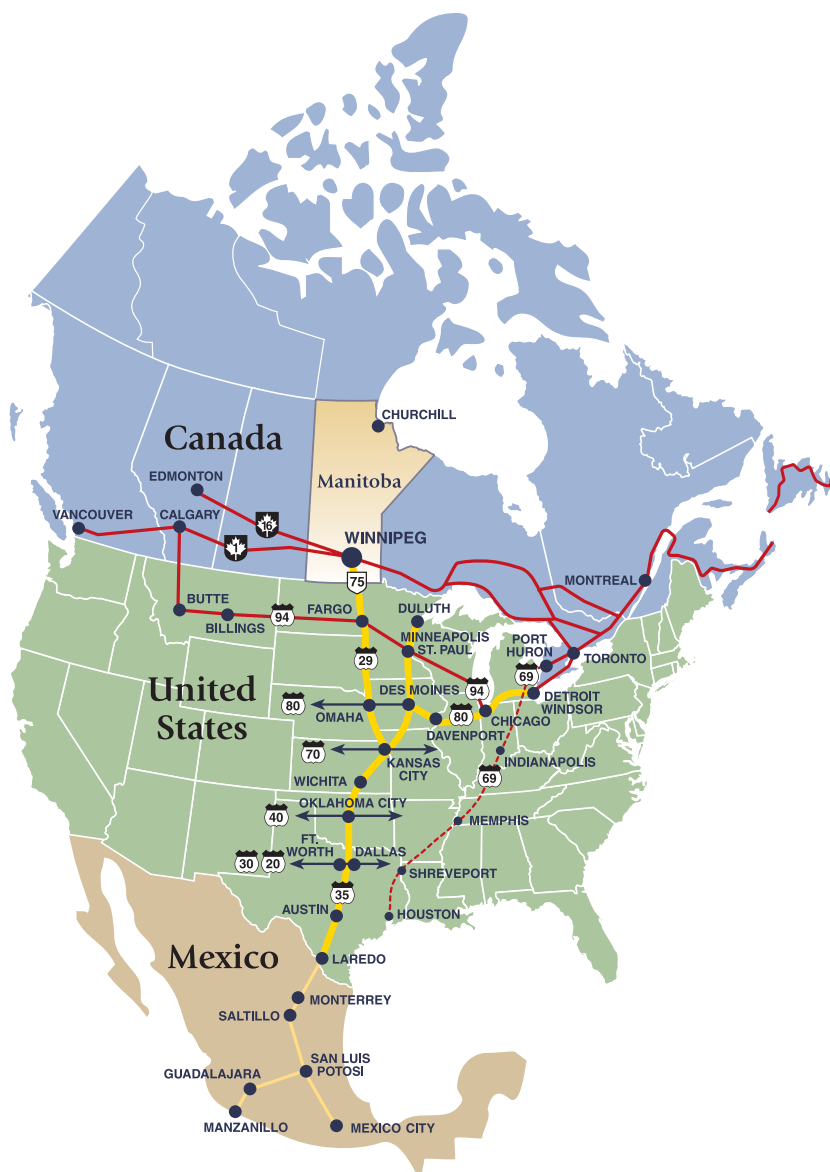 CHURCHILL
Canada
Manitoba
EDMONTON
VANCOUVER
CALGARY
16
1
WINNIPEG
75
MONTREAL
BUTTE
BILLINGS
94
FARGO
DULUTH
MINNEAPOLIS
ST. PAUL
PORT
HURON
TORONTO
69
29
United
States
DES MOINES
94
DETROIT
WINDSOR
80
OMAHA
80
CHICAGO
DAVENPORT
70
KANSAS
CITY
INDIANAPOLIS
69
WICHITA
OKLAHOMA CITY
40
MEMPHIS
FT.
WORTH
DALLAS
30
20
SHREVEPORT
35
AUSTIN
HOUSTON
Mexico
LAREDO
MONTERREY
SALTILLO
SAN LUIS
POTOSI
GUADALAJARA
MANZANILLO
MEXICO CITY